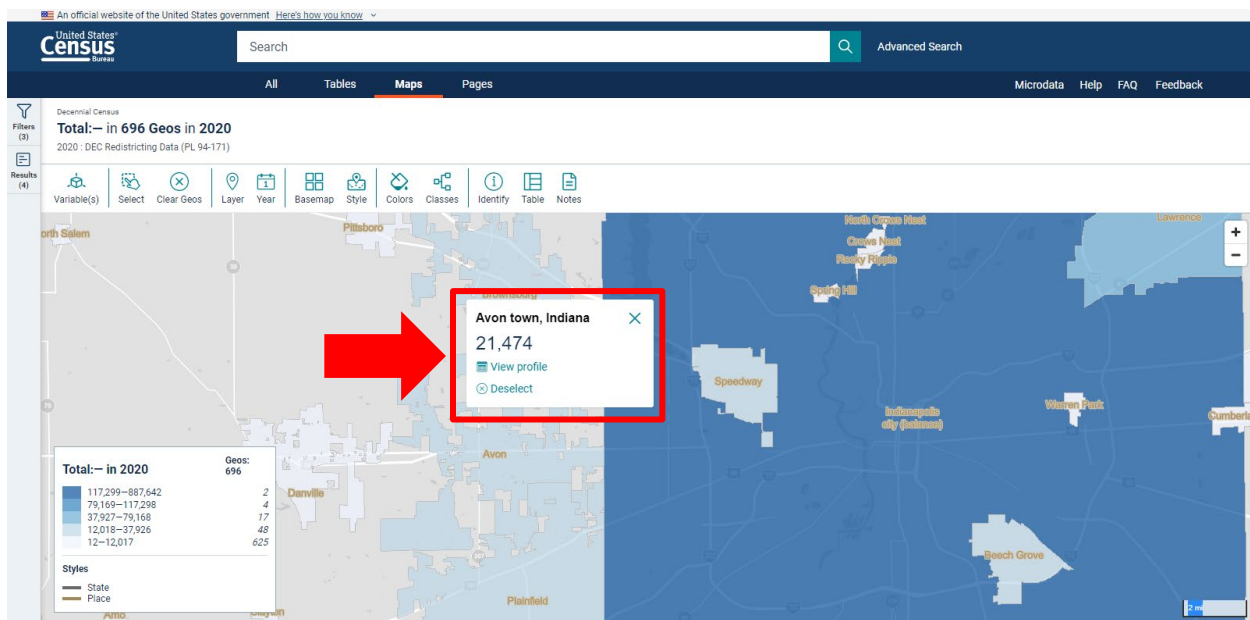 An official website of the United States government Here's how you know
United States®
Census
Bureau
Search
Advanced Search
All Tables Maps Pages
Microdata Help FAQ Feedback
Filters
(3)
Results
(4)
Decennial Census
Total:— in 696 Geos in 2020
2020 : DEC Redistricting Data (PL 94-171)
Variable(s) Select Clear Geos Layer Year Basemap Style Colors Classes Identify Table Notes
orth Salem
Pittsboro
North Crows Nest
Crows Nest
Rocky Ripple
Spring Hill
Lawrence
+
−
Brownsburg
Avon town, Indiana
21,474
View profile
Deselect
Speedway
Indianapolis
city (balance)
Warren Park
Cumberla
Avon
Danville
Beech Grove
Plainfield
Clayton
Amo
Total:— in 2020
Geos:
696
117,299—887,642 2
79,169—117,298 4
37,927—79,168 17
12,018—37,926 48
12—12,017 625
Styles
State
Place
2 mi